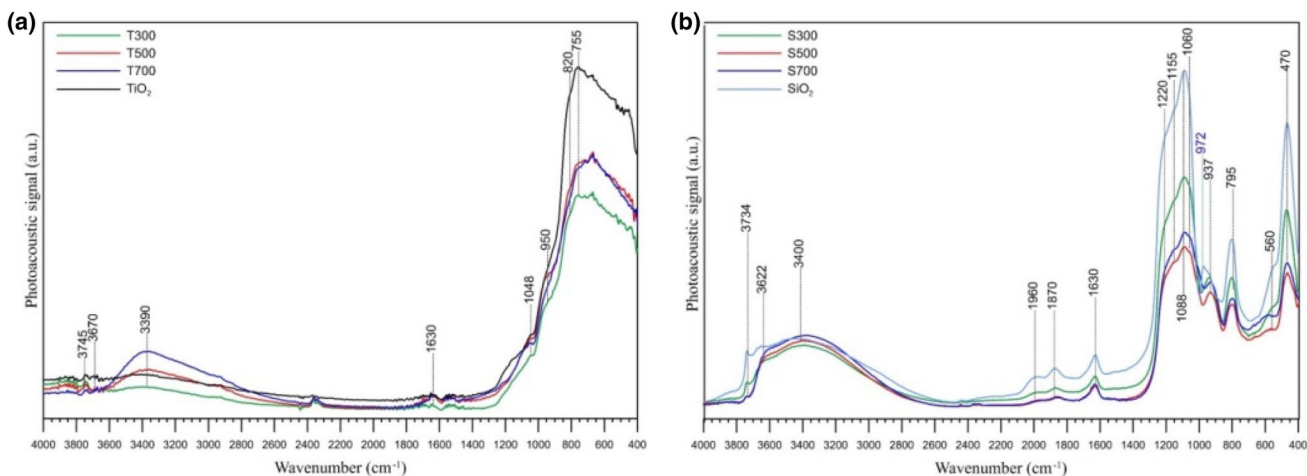 (a)
T300
T500
T700
TiO₂
820
755
950
1048
3745
3670
3390
1630
Photoacoustic signal (a.u.)
4000 3800 3600 3400 3200 3000 2800 2600 2400 2200 2000 1800 1600 1400 1200 1000 800 600 400
Wavenumber (cm⁻¹)
(b)
S300
S500
S700
SiO₂
3734
3622
3400
1960
1870
1630
1220
1155
1088
1060
972
937
795
560
470
Photoacoustic signal (a.u.)
4000 3800 3600 3400 3200 3000 2800 2600 2400 2200 2000 1800 1600 1400 1200 1000 800 600 400
Wavenumber (cm⁻¹)